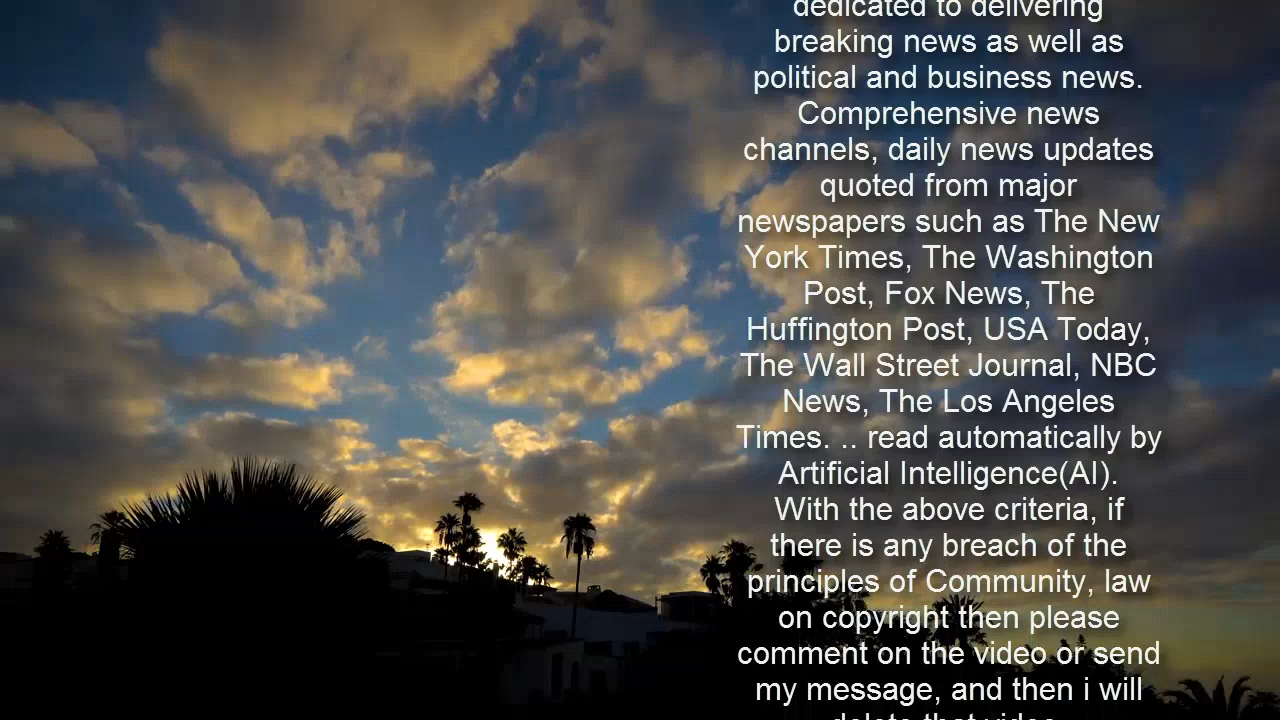 dedicated to delivering
breaking news as well as
political and business news.
Comprehensive news
channels, daily news updates
quoted from major
newspapers such as The New
York Times, The Washington
Post, Fox News, The
Huffington Post, USA Today,
The Wall Street Journal, NBC
News, The Los Angeles
Times. .. read automatically by
Artificial Intelligence(AI).
With the above criteria, if
there is any breach of the
principles of Community, law
on copyright then please
comment on the video or send
my message, and then i will
delete that video